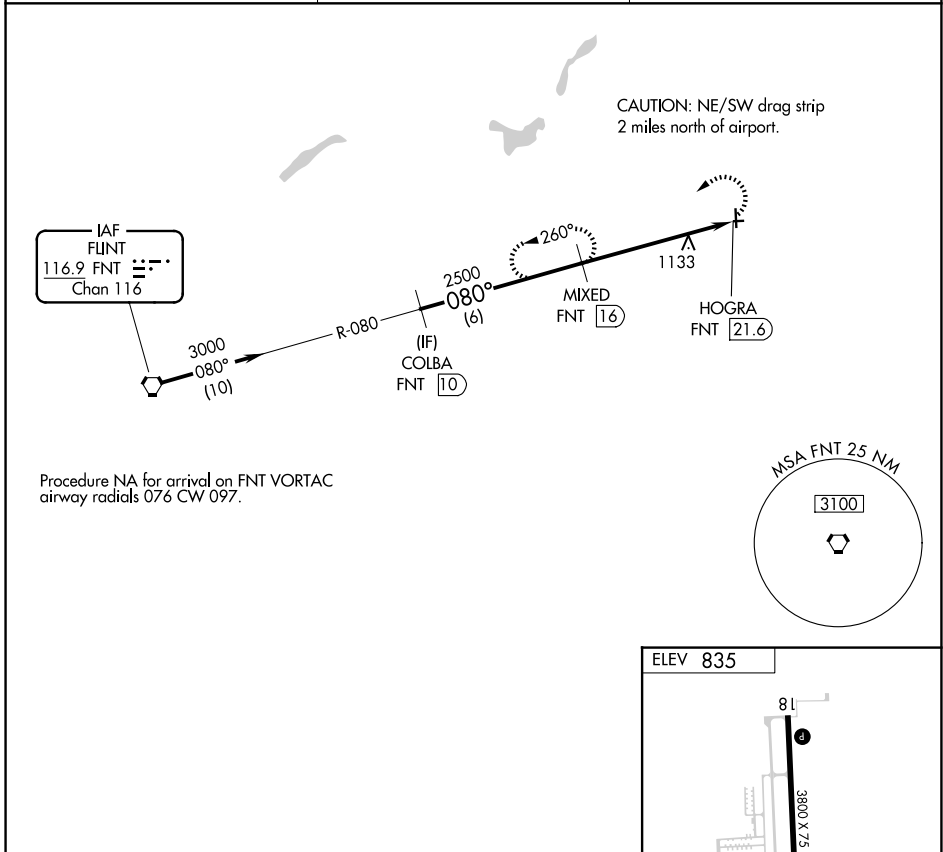 CAUTION: NE/SW drag strip
2 miles north of airport.
IAF
FLINT
116.9 FNT
Chan 116
3000
080°
(10)
R-080
(IF)
COLBA
FNT 10
2500
080°
(6)
260°
MIXED
FNT 16
1133
HOGRA
FNT 21.6
Procedure NA for arrival on FNT VORTAC
airway radials 076 CW 097.
MSA FNT 25 NM
3100
ELEV 835
18
P
3800 X 75